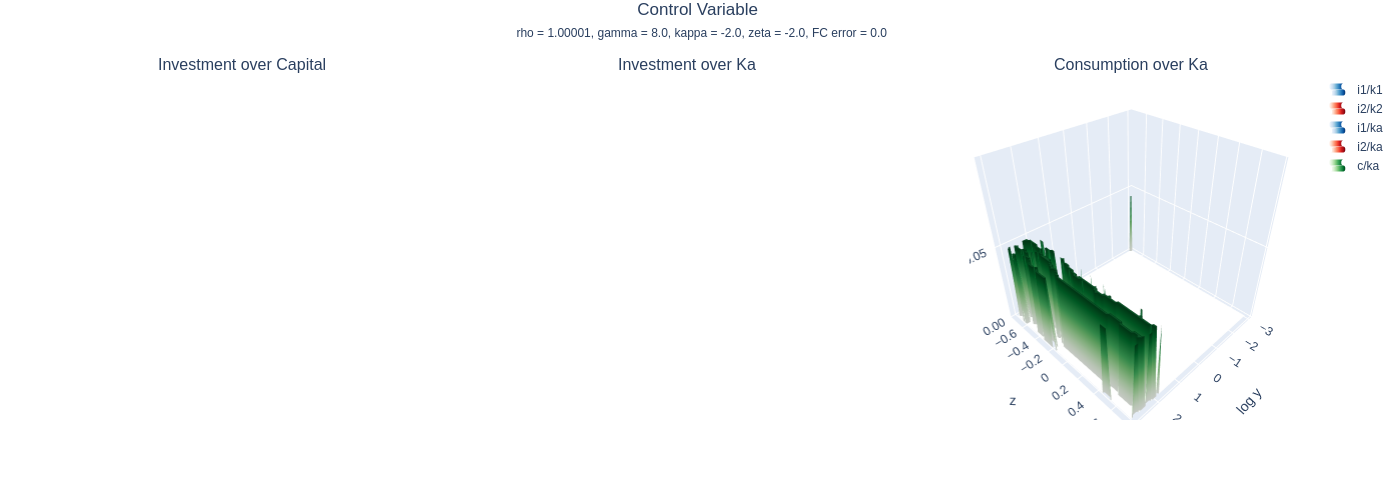 Control Variable
rho = 1.00001, gamma = 8.0, kappa = -2.0, zeta = -2.0, FC error = 0.0
Investment over Capital
Investment over Ka
Consumption over Ka
i1/k1
i2/k2
i1/ka
i2/ka
c/ka
0.00
−0.6
−0.4
−0.2
0
0.2
0.4
z
−3
−2
−1
0
1
log y